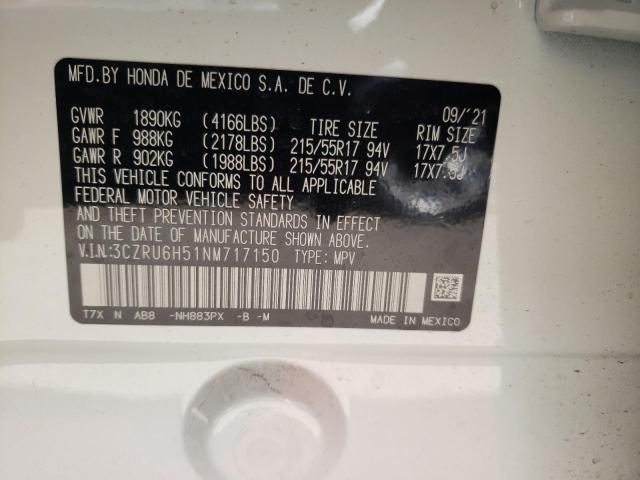 MFD.BY HONDA DE MEXICO S.A. DE C.V.
09/'21
GVWR 1890KG (4166LBS) TIRE SIZE RIM SIZE
GAWR F 988KG (2178LBS) 215/55R17 94V 17X7.5J
GAWR R 902KG (1988LBS) 215/55R17 94V 17X7.5J
THIS VEHICLE CONFORMS TO ALL APPLICABLE
FEDERAL MOTOR VEHICLE SAFETY
AND THEFT PREVENTION STANDARDS IN EFFECT
ON THE DATE OF MANUFACTURE SHOWN ABOVE.
V.I.N:3CZRU6H51NM717150 TYPE: MPV
T7X N AB8 -NH883PX -B -M MADE IN MEXICO